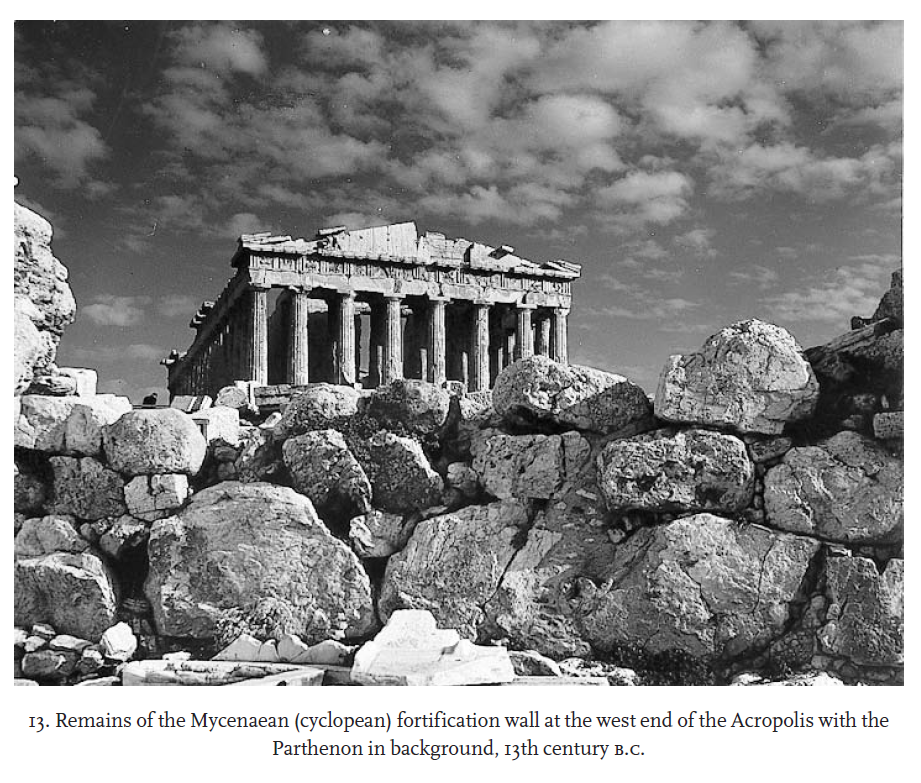 13. Remains of the Mycenaean (cyclopean) fortification wall at the west end of the Acropolis with the
Parthenon in background, 13th century B.C.